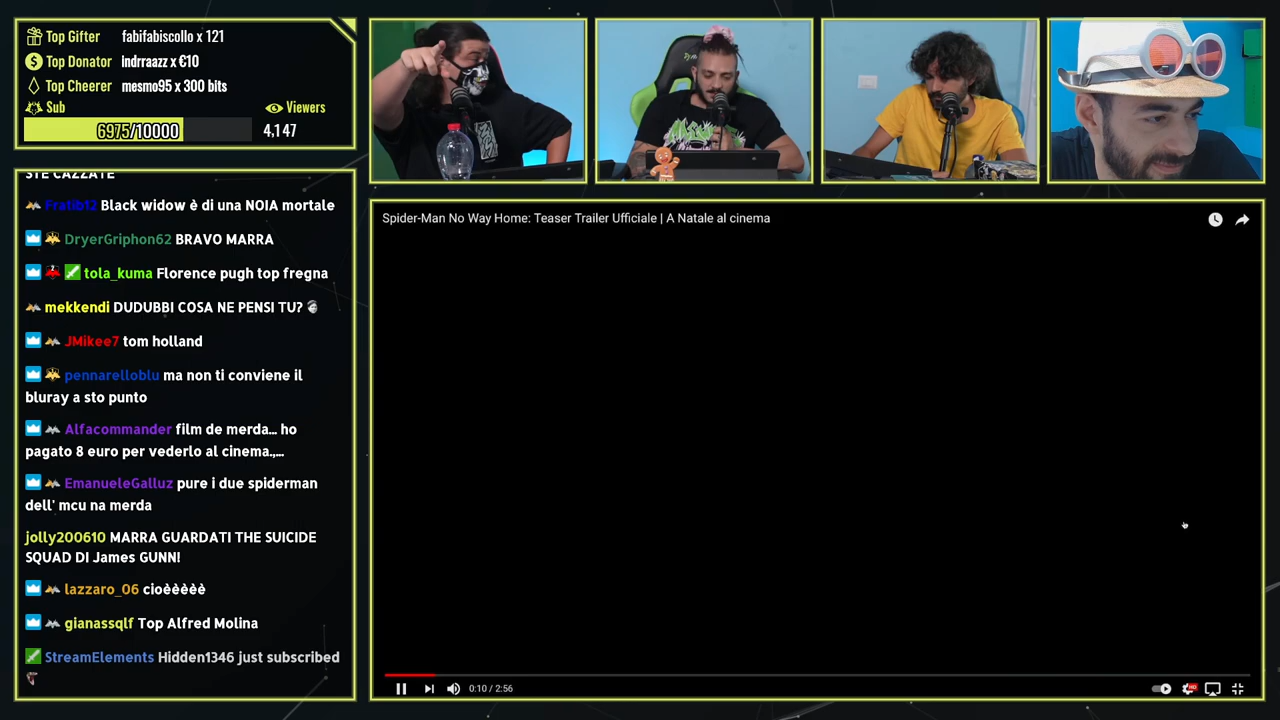 Top Gifter fabifabiscollo x 121
Top Donator indrraazz x €10
Top Cheerer mesmo95 x 300 bits
Sub Viewers
6975/10000 4,147
STE CAZZATE
Fratib12 Black widow è di una NOIA mortale
DryerGriphon62 BRAVO MARRA
tola_kuma Florence pugh top fregna
mekkendi DUDUBBI COSA NE PENSI TU?
JMikee7 tom holland
pennarelloblu ma non ti conviene il
bluray a sto punto
Alfacommander film de merda... ho
pagato 8 euro per vederlo al cinema.,...
EmanueleGalluz pure i due spiderman
dell' mcu na merda
jolly200610 MARRA GUARDATI THE SUICIDE
SQUAD DI James GUNN!
lazzaro_06 cioèèèèè
gianassqlf Top Alfred Molina
StreamElements Hidden1346 just subscribed
Spider-Man No Way Home: Teaser Trailer Ufficiale | A Natale al cinema
0:10 / 2:56
HD